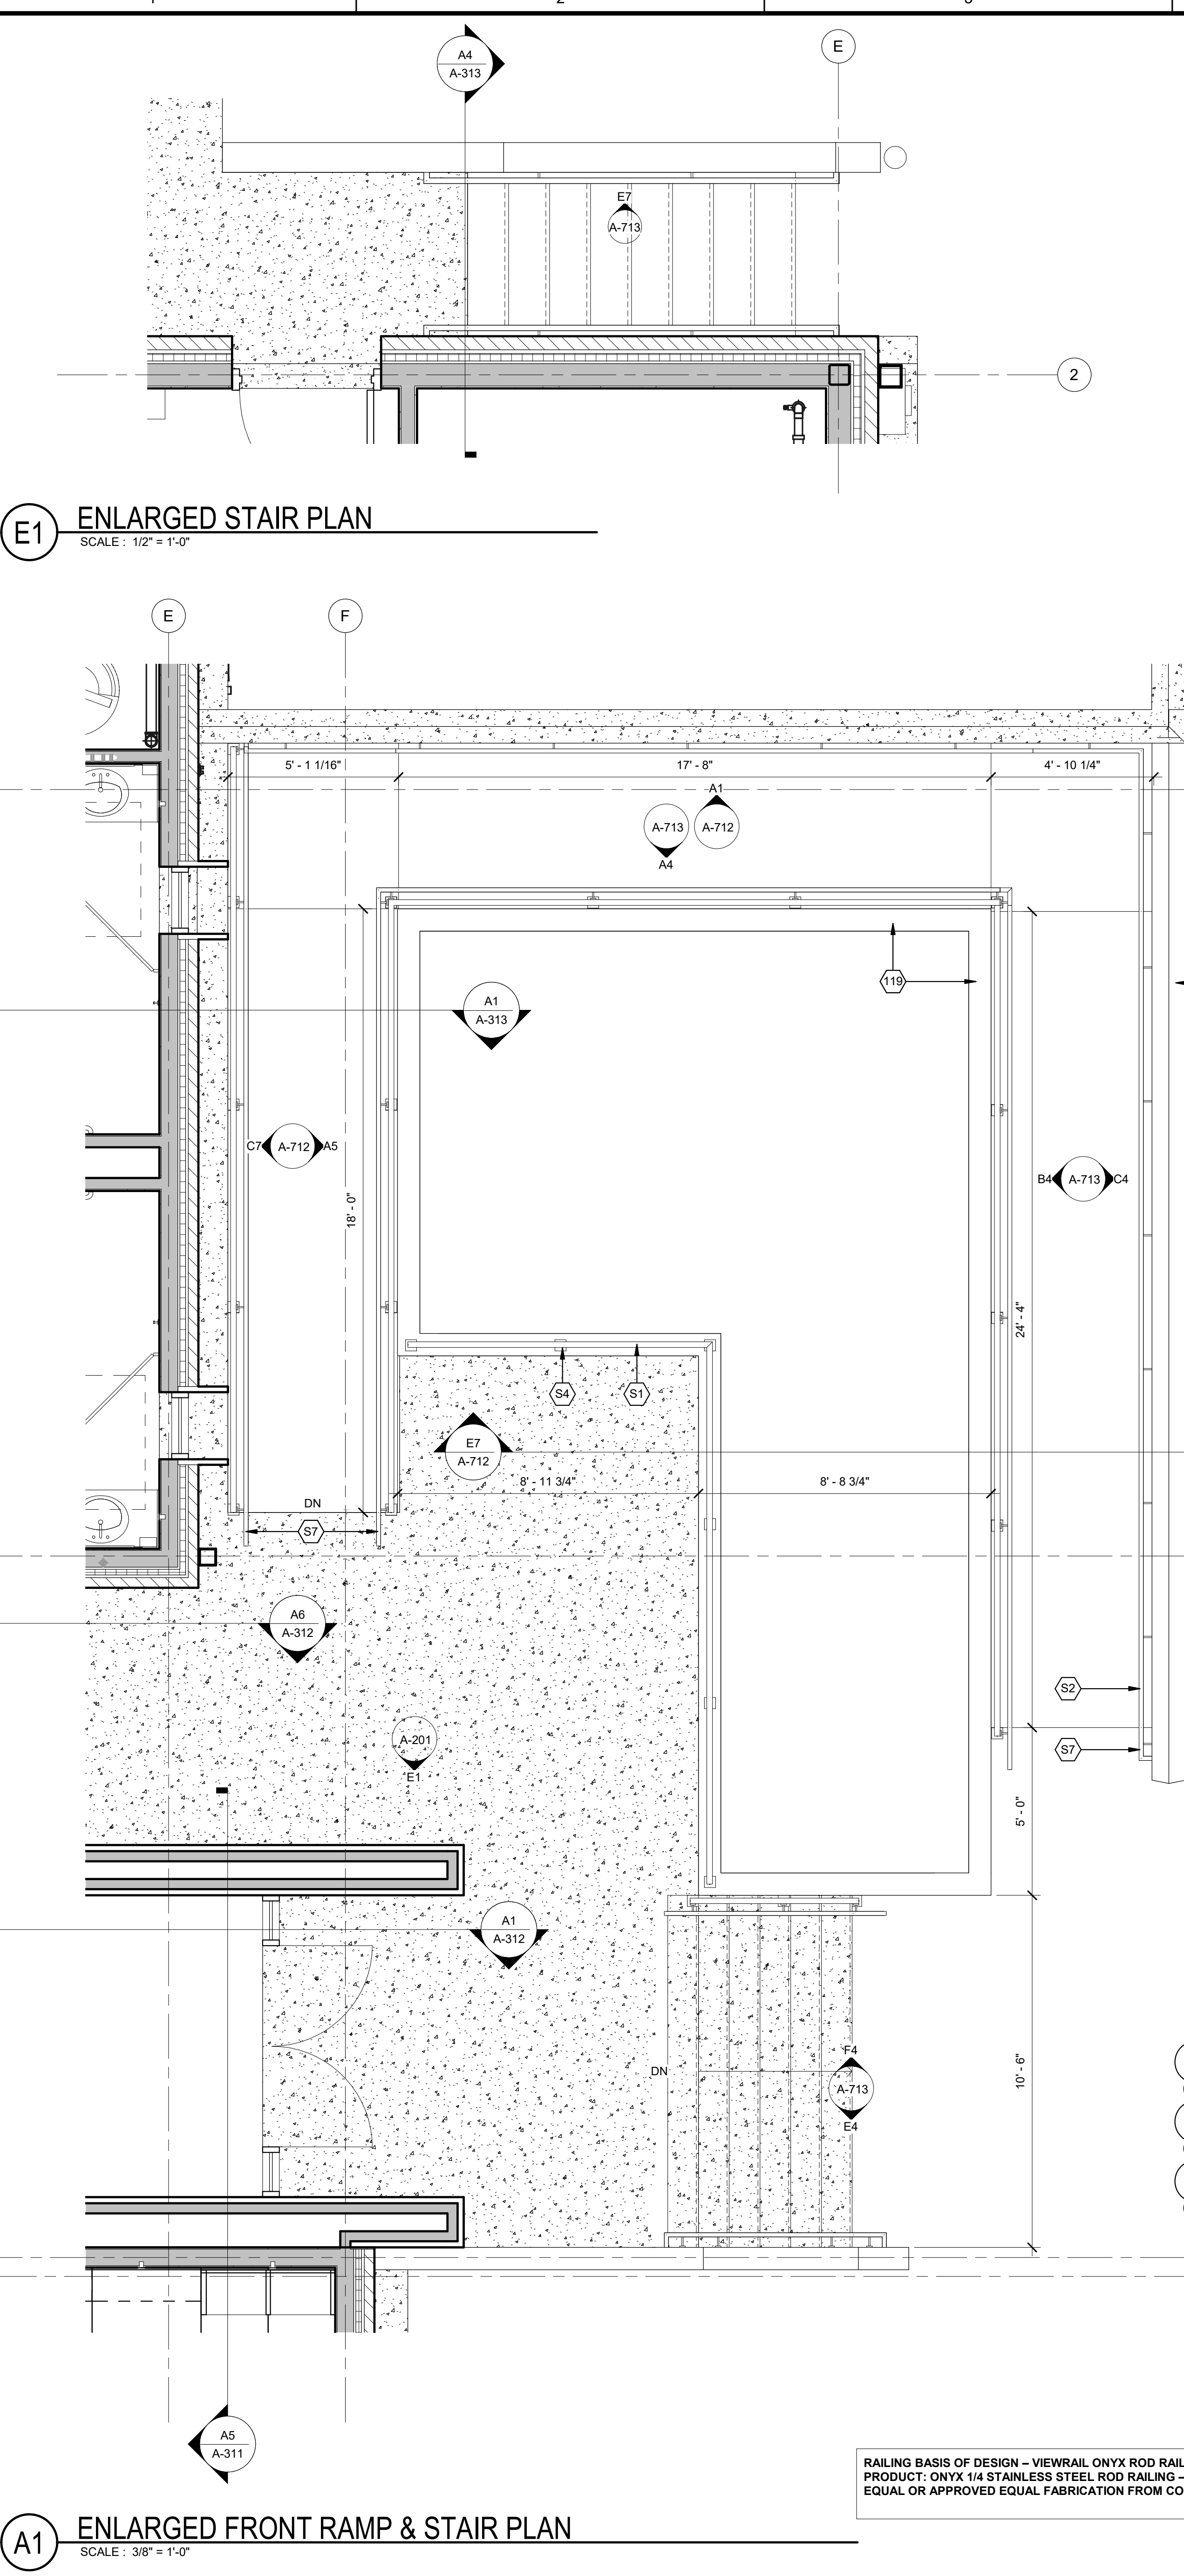 A4
A-313
E
E7
A-713
2
E1
ENLARGED STAIR PLAN
SCALE : 1/2" = 1'-0"
E
F
5' - 1 1/16"
17' - 8"
4' - 10 1/4"
A1
A-713
A-712
A4
119
A1
A-313
C7
A-712
A5
B4
A-713
C4
18' - 0"
24' - 4"
S4
S1
E7
A-712
8' - 11 3/4"
8' - 8 3/4"
DN
S7
A6
A-312
S2
A-201
E1
S7
5' - 0"
A1
A-312
F4
DN
A-713
E4
10' - 6"
A5
A-311
RAILING BASIS OF DESIGN – VIEWRAIL ONYX ROD RAIL
PRODUCT: ONYX 1/4 STAINLESS STEEL ROD RAILING –
EQUAL OR APPROVED EQUAL FABRICATION FROM CO
A1
ENLARGED FRONT RAMP & STAIR PLAN
SCALE : 3/8" = 1'-0"